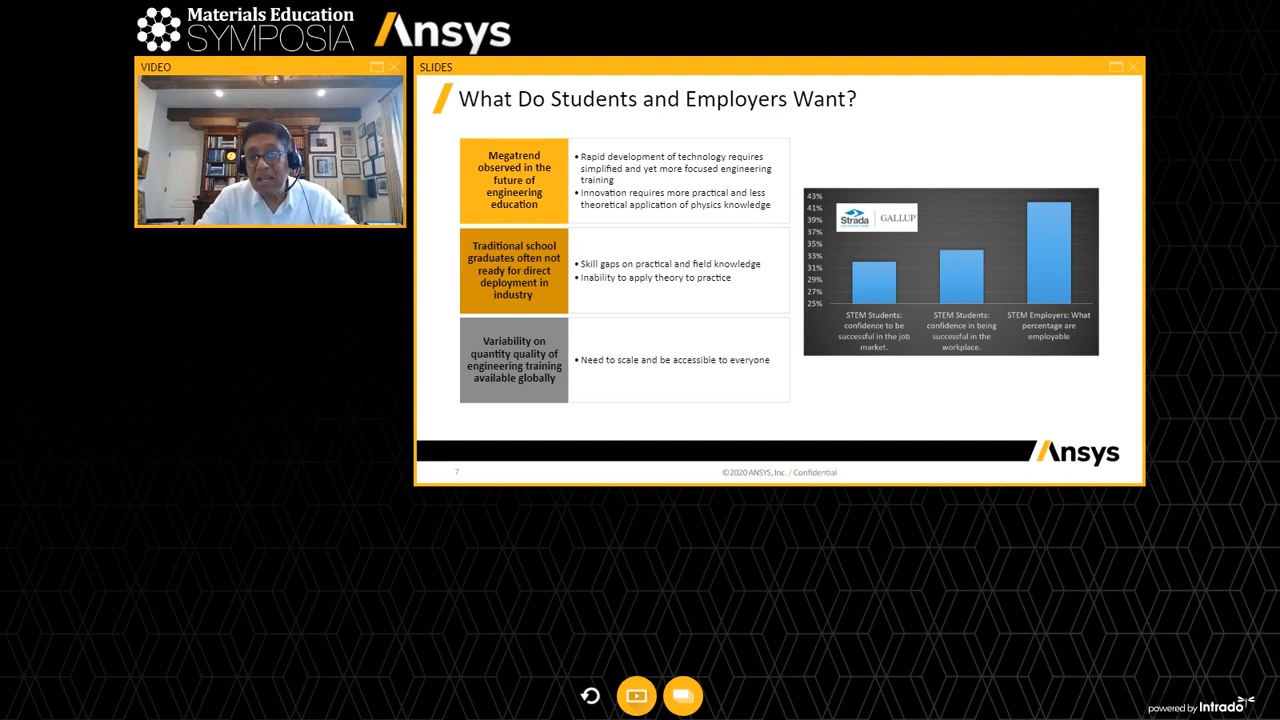 Materials Education
SYMPOSIA
Ansys
VIDEO
SLIDES
What Do Students and Employers Want?
Megatrend
observed in the
future of
engineering
education
• Rapid development of technology requires
simplified and yet more focused engineering
training
• Innovation requires more practical and less
theoretical application of physics knowledge
Traditional school
graduates often not
ready for direct
deployment in
industry
• Skill gaps on practical and field knowledge
• Inability to apply theory to practice
Variability on
quantity quality of
engineering training
available globally
• Need to scale and be accessible to everyone
43%
41%
39%
37%
35%
33%
31%
29%
27%
25%
Strada
GALLUP
STEM Students:
confidence to be
successful in the job
market.
STEM Students:
confidence in being
successful in the
workplace.
STEM Employers: What
percentage are
employable
Ansys
7
©2020 ANSYS, Inc. / Confidential
powered by Intrado